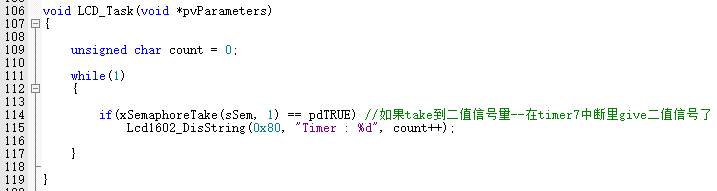 106 void LCD_Task(void *pvParameters)
107 {
108
109 unsigned char count = 0;
110
111 while(1)
112 {
113
114 if(xSemaphoreTake(sSem, 1) == pdTRUE) //如果take到二值信号量--在timer7中断里give二值信号了
115 Lcd1602_DisString(0x80, "Timer : %d", count++);
116
117 }
118
119 }